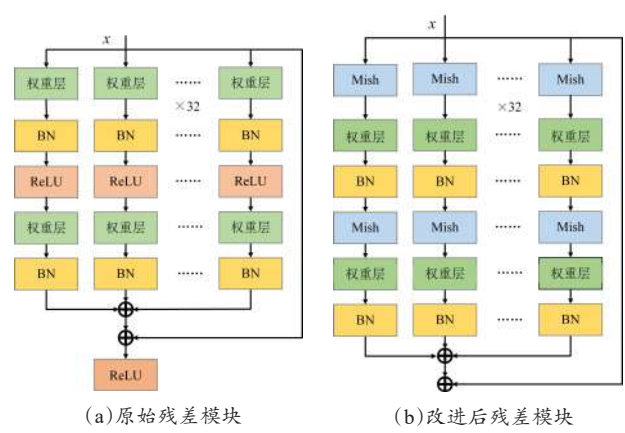 x
权重层 权重层 …… 权重层
×32
BN BN …… BN
ReLU ReLU …… ReLU
权重层 权重层 …… 权重层
BN BN …… BN
ReLU
(a)原始残差模块
x
Mish Mish …… Mish
×32
权重层 权重层 …… 权重层
BN BN …… BN
Mish Mish …… Mish
权重层 权重层 …… 权重层
BN BN …… BN
(b)改进后残差模块